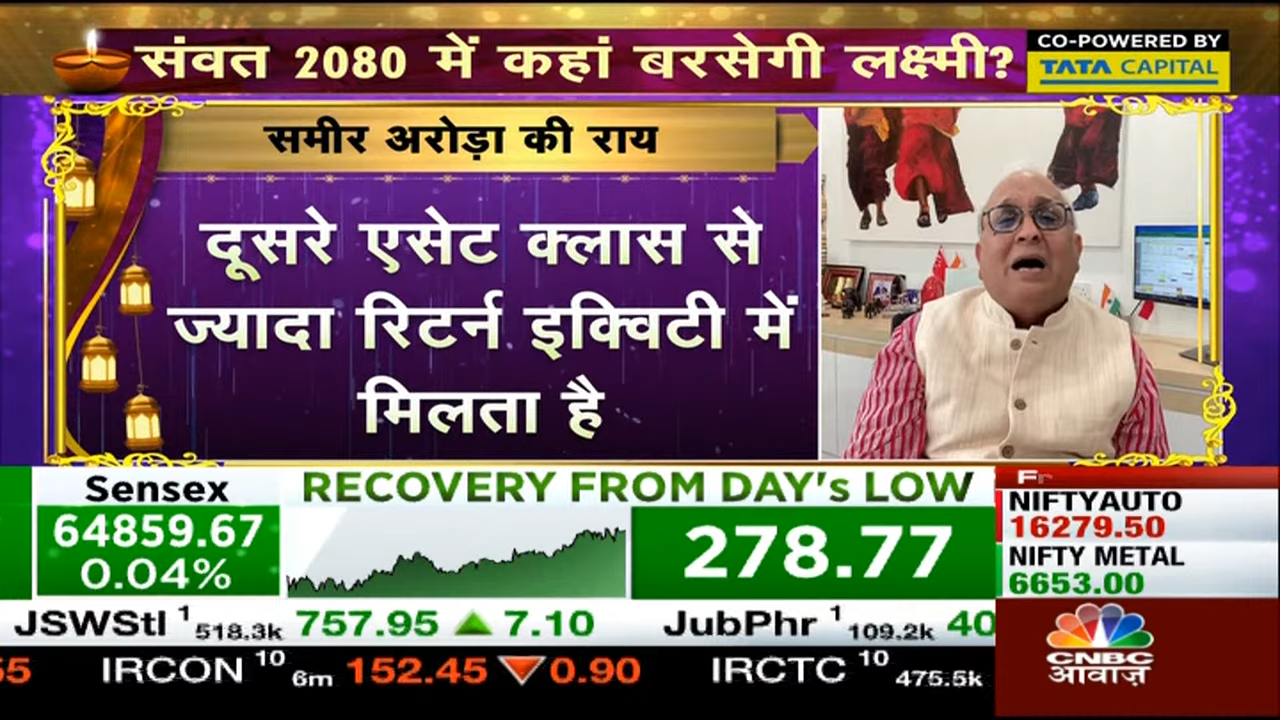 संवत 2080 में कहां बरसेगी लक्ष्मी?
CO-POWERED BY
TATA CAPITAL
समीर अरोड़ा की राय
दूसरे एसेट क्लास से
ज्यादा रिटर्न इक्विटी में
मिलता है
Sensex
64859.67
0.04%
RECOVERY FROM DAY's LOW
278.77
NIFTYAUTO
16279.50
NIFTY METAL
6653.00
JSWStl 1 518.3k 757.95 ▲ 7.10 JubPhr 1 109.2k 40
55 IRCON 10 6m 152.45 ▼ 0.90 IRCTC 10 475.5k
CNBC
आवाज़